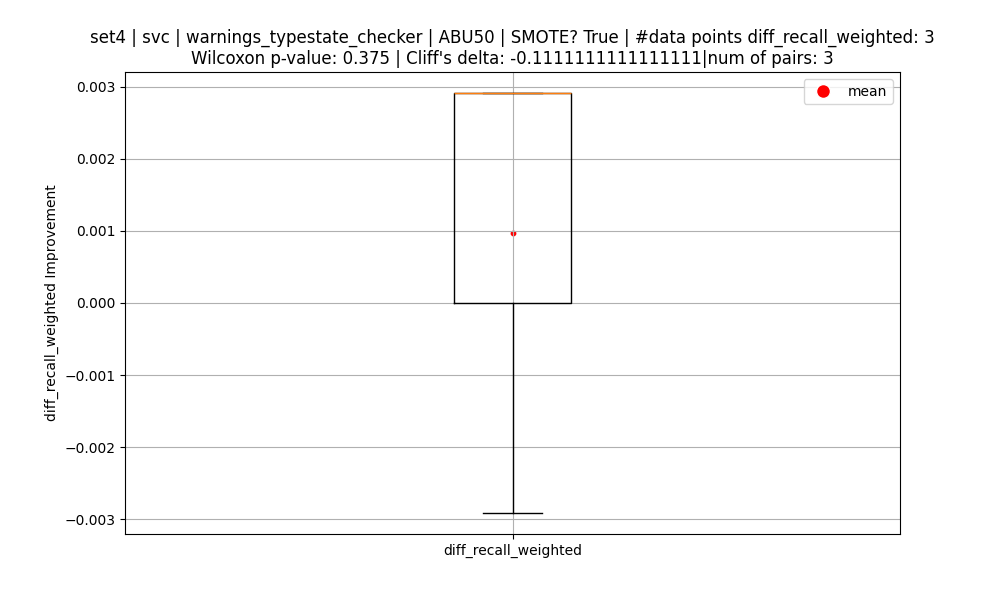 set4 | svc | warnings_typestate_checker | ABU50 | SMOTE? True | #data points diff_recall_weighted: 3
Wilcoxon p-value: 0.375 | Cliff's delta: -0.1111111111111111|num of pairs: 3
mean
0.003
0.002
0.001
0.000
−0.001
−0.002
−0.003
diff_recall_weighted Improvement
diff_recall_weighted